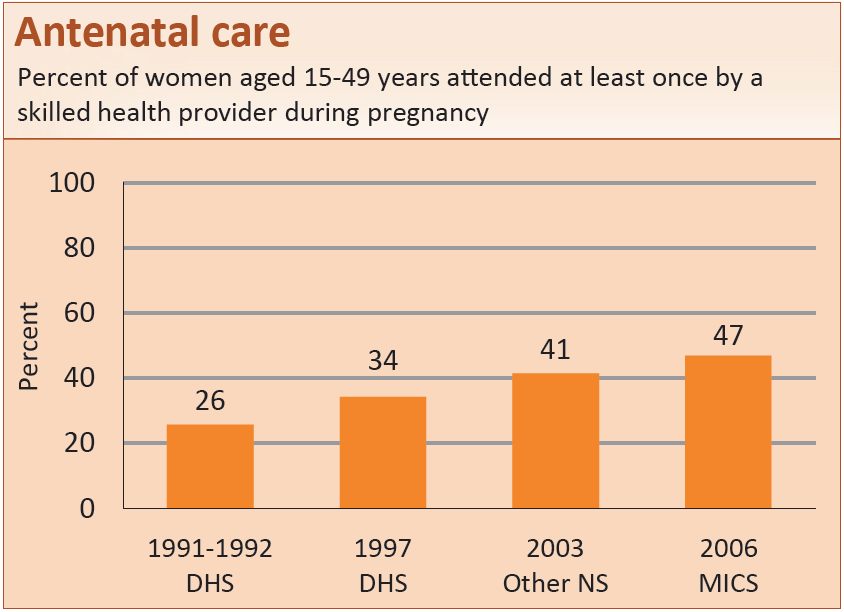 Antenatal care
Percent of women aged 15-49 years attended at least once by a
skilled health provider during pregnancy
Percent
100
80
60
40
20
0
26
34
41
47
1991-1992
DHS
1997
DHS
2003
Other NS
2006
MICS